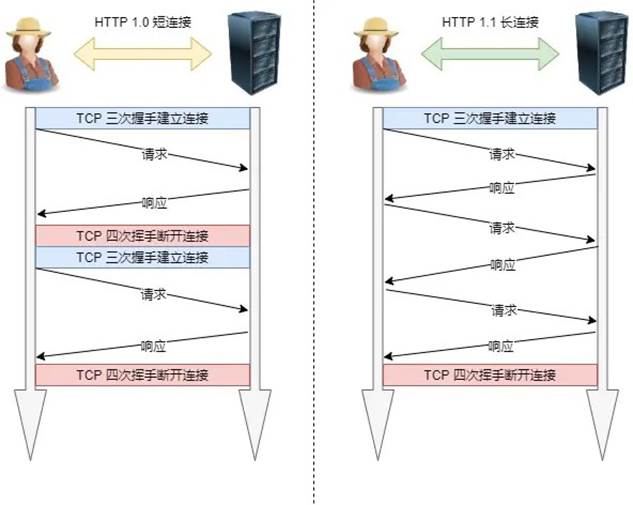 HTTP 1.0 短连接
TCP 三次握手建立连接
请求
响应
TCP 四次挥手断开连接
TCP 三次握手建立连接
请求
响应
TCP 四次挥手断开连接
HTTP 1.1 长连接
TCP 三次握手建立连接
请求
响应
请求
响应
请求
响应
TCP 四次挥手断开连接